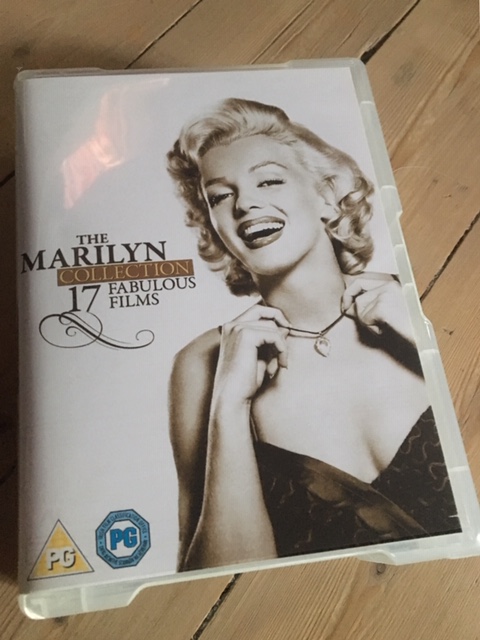 THE
MARILYN
COLLECTION
17 FABULOUS
FILMS
PG
PG